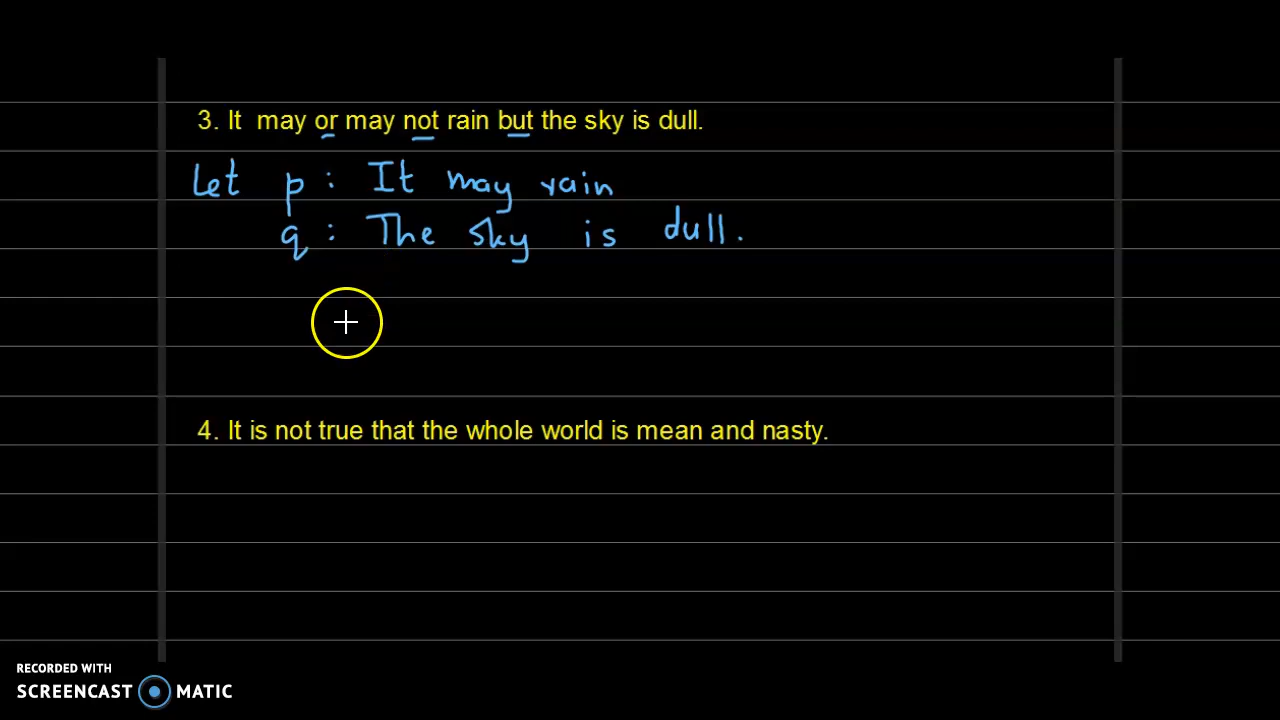 3. It may or may not rain but the sky is dull.
Let p : It may rain
q : The sky is dull.
4. It is not true that the whole world is mean and nasty.
RECORDED WITH
SCREENCAST MATIC